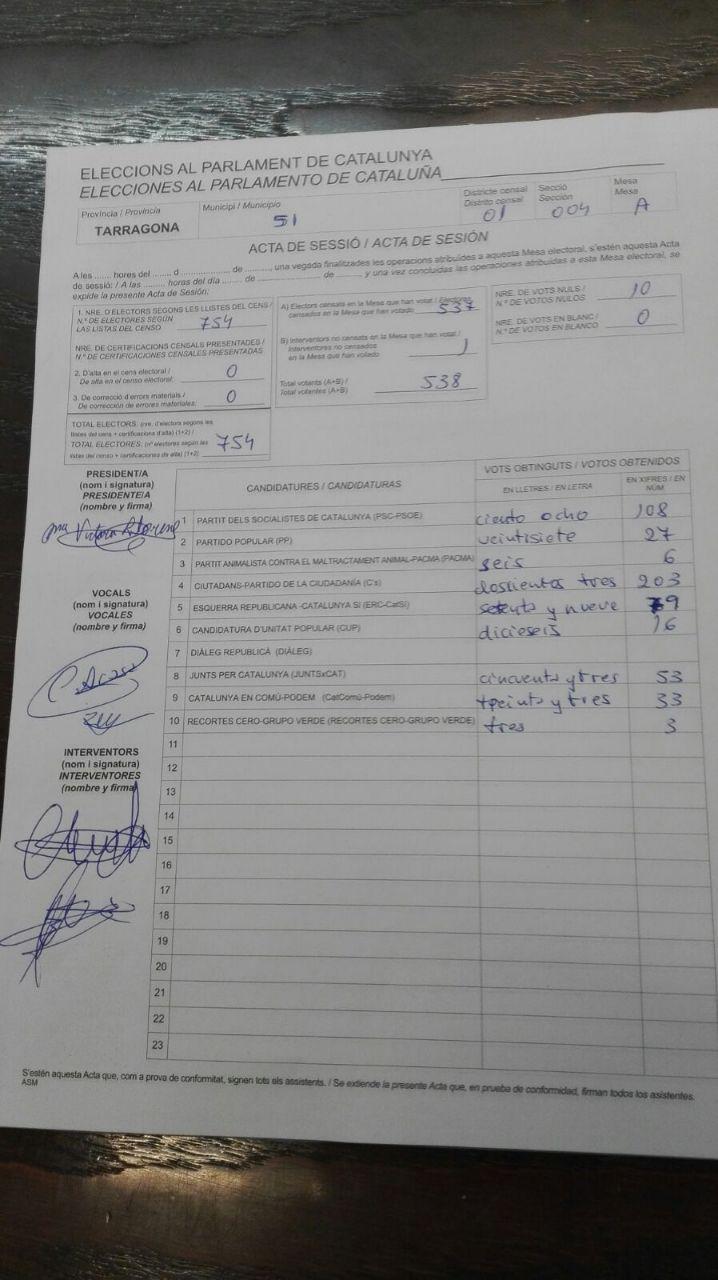 ELECCIONS AL PARLAMENT DE CATALUNYA
ELECCIONES AL PARLAMENTO DE CATALUÑA
Província / Provincia
TARRAGONA
Municipi / Municipio
51
Districte censal
Distrito censal
01
Secció
Sección
004
Mesa
Mesa
A
ACTA DE SESSIÓ / ACTA DE SESIÓN
A les ....... hores del ...... d ........................ de .........., una vegada finalitzades les operacions atribuïdes a aquesta Mesa electoral, s'estén aquesta Acta
de sessió: / A las ........ horas del día ...... de ........................ de .......... y una vez concluidas las operaciones atribuidas a esta Mesa electoral, se
expide la presente Acta de Sesión:
1. NRE. D'ELECTORS SEGONS LES LLISTES DEL CENS /
N.º DE ELECTORES SEGÚN
LAS LISTAS DEL CENSO 754
NRE. DE CERTIFICACIONS CENSALS PRESENTADES /
N.º DE CERTIFICACIONES CENSALES PRESENTADAS
2. D'alta en el cens electoral /
De alta en el censo electoral: 0
3. De correcció d'errors materials /
De corrección de errores materiales: 0
TOTAL ELECTORS: (nre. d'electors segons les
llistes del cens + certificacions d'alta) (1+2) /
TOTAL ELECTORES: (nº electores según las
listas del censo + certificaciones de alta) (1+2) 754
A) Electors censats en la Mesa que han votat / Electores
censados en la Mesa que han votado 537
B) Interventors no censats en la Mesa que han votat /
Interventores no censados
en la Mesa que han votado 1
Total votants (A+B) /
Total votantes (A+B) 538
NRE. DE VOTS NULS /
N.º DE VOTOS NULOS 10
NRE. DE VOTS EN BLANC /
N.º DE VOTOS EN BLANCO 0
PRESIDENT/A
(nom i signatura)
PRESIDENTE/A
(nombre y firma)
VOCALS
(nom i signatura)
VOCALES
(nombre y firma)
INTERVENTORS
(nom i signatura)
INTERVENTORES
(nombre y firma)
CANDIDATURES / CANDIDATURAS
VOTS OBTINGUTS / VOTOS OBTENIDOS
EN LLETRES / EN LETRA
EN XIFRES / EN NÚM
1 PARTIT DELS SOCIALISTES DE CATALUNYA (PSC-PSOE) ciento ocho 108
2 PARTIDO POPULAR (PP) veintisiete 27
3 PARTIT ANIMALISTA CONTRA EL MALTRACTAMENT ANIMAL-PACMA (PACMA) seis 6
4 CIUTADANS-PARTIDO DE LA CIUDADANÍA (C's) doscientos tres 203
5 ESQUERRA REPUBLICANA -CATALUNYA SÍ (ERC-CatSí) setenta y nueve 79
6 CANDIDATURA D'UNITAT POPULAR (CUP) dicieseis 16
7 DIÀLEG REPUBLICÀ (DIÀLEG)
8 JUNTS PER CATALUNYA (JUNTSxCAT) cincuenta y tres 53
9 CATALUNYA EN COMÚ-PODEM (CatComú-Podem) treinta y tres 33
10 RECORTES CERO-GRUPO VERDE (RECORTES CERO-GRUPO VERDE) tres 3
11
12
13
14
15
16
17
18
19
20
21
22
23
S'estén aquesta Acta que, com a prova de conformitat, signen tots els assistents. / Se extiende la presente Acta que, en prueba de conformidad, firman todos los asistentes.
ASM